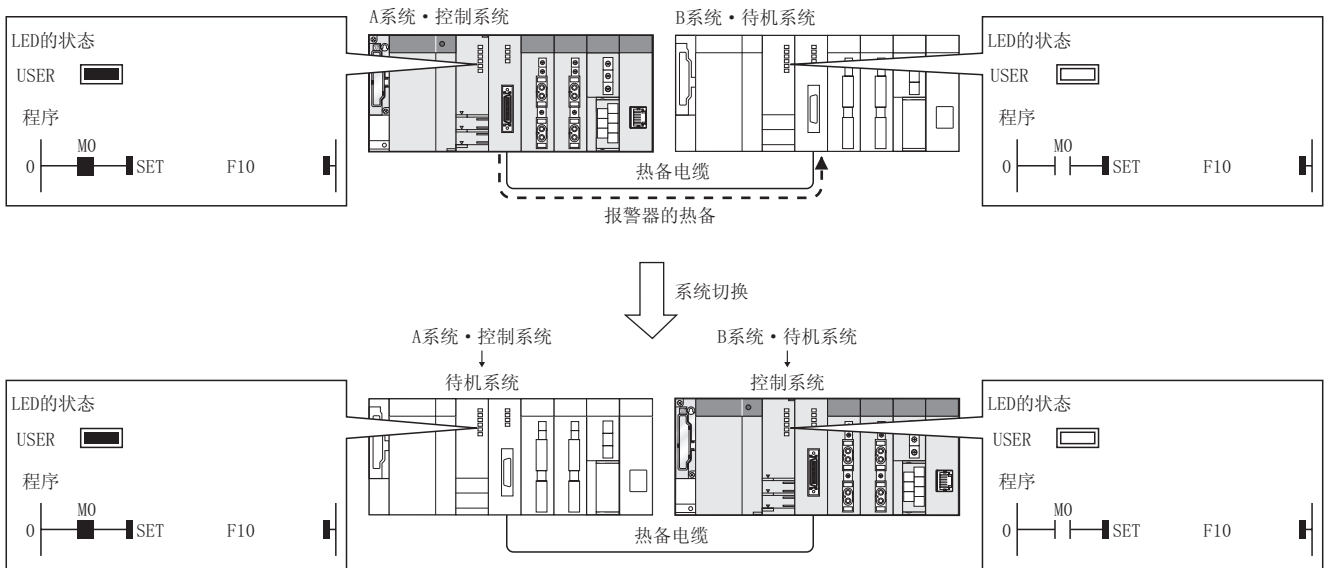 A系统·控制系统
B系统·待机系统
LED的状态
USER
程序
M0
0 SET F10
LED的状态
USER
程序
M0
0 SET F10
热备电缆
报警器的热备
系统切换
A系统·控制系统
↓
待机系统
B系统·待机系统
↓
控制系统
LED的状态
USER
程序
M0
0 SET F10
LED的状态
USER
程序
M0
0 SET F10
热备电缆